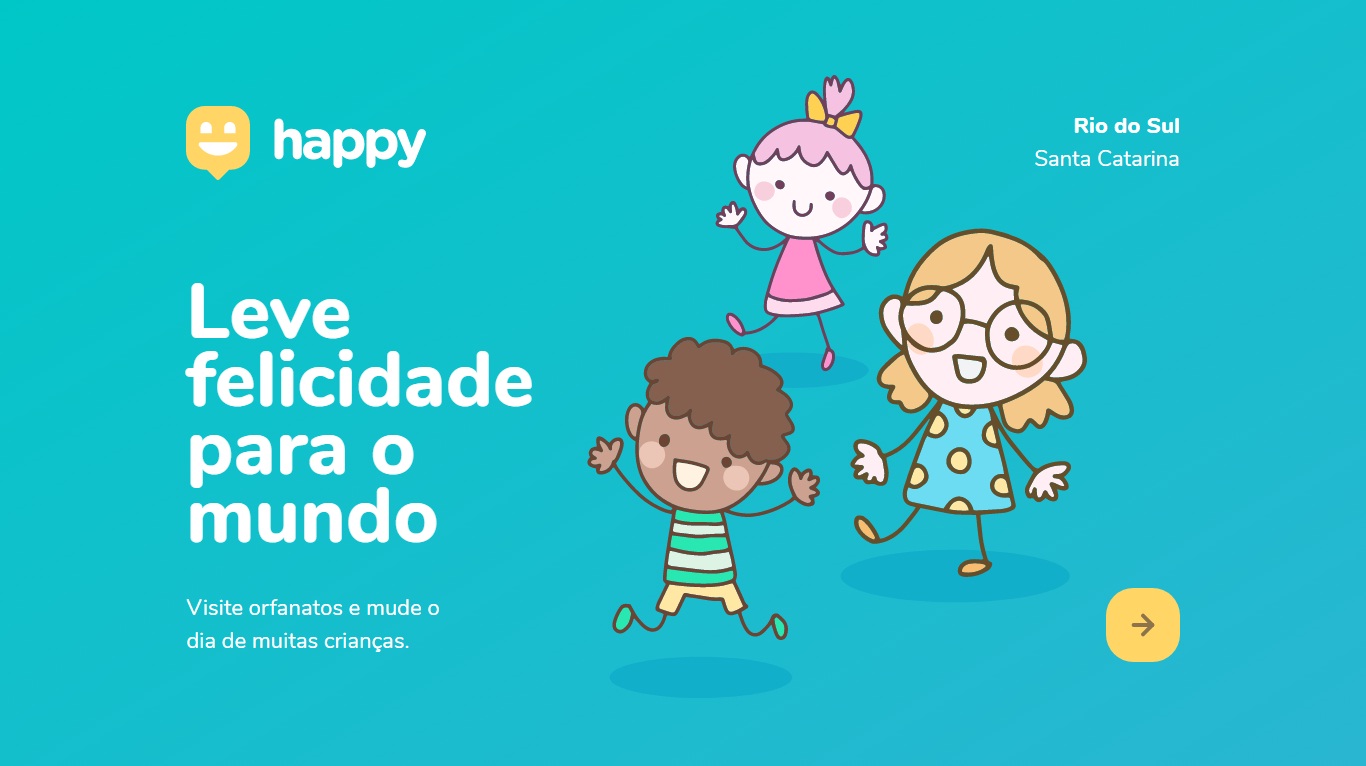 happy
Rio do Sul
Santa Catarina
Leve
felicidade
para o
mundo
Visite orfanatos e mude o
dia de muitas crianças.